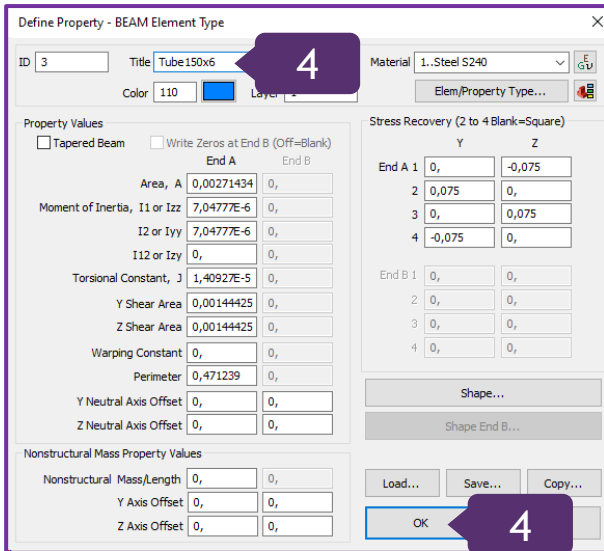 Define Property - BEAM Element Type
ID 3 Title Tube150x6 4 Material 1..Steel S240
Color 110 Elem/Property Type...
Property Values
Tapered Beam Write Zeros at End B (Off=Blank)
End A End B
Area, A 0,00271434 0,
Moment of Inertia, I1 or Izz 7,04777E-6 0,
I2 or Iyy 7,04777E-6 0,
I12 or Izy 0, 0,
Torsional Constant, J 1,40927E-5 0,
Y Shear Area 0,00144425 0,
Z Shear Area 0,00144425 0,
Warping Constant 0, 0,
Perimeter 0,471239 0,
Y Neutral Axis Offset 0, 0,
Z Neutral Axis Offset 0, 0,
Nonstructural Mass Property Values
Nonstructural Mass/Length 0, 0,
Y Axis Offset 0, 0,
Z Axis Offset 0, 0,
Stress Recovery (2 to 4 Blank=Square)
Y Z
End A 1 0, -0,075
2 0,075 0,
3 0, 0,075
4 -0,075 0,
End B 1 0, 0,
2 0, 0,
3 0, 0,
4 0, 0,
Shape...
Shape End B...
Load... Save... Copy...
OK 4